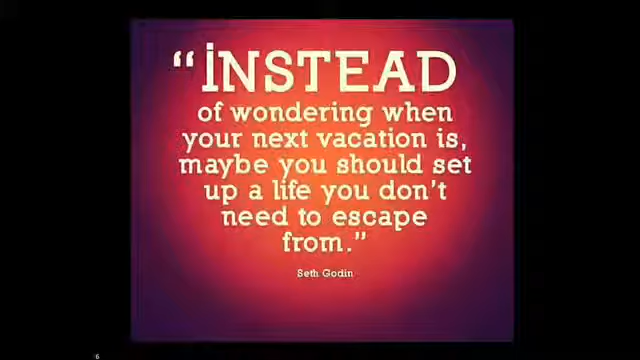 “iNSTEAD
of wondering when
your next vacation is,
maybe you should set
up a life you don’t
need to escape
from.”
Seth Godin
6